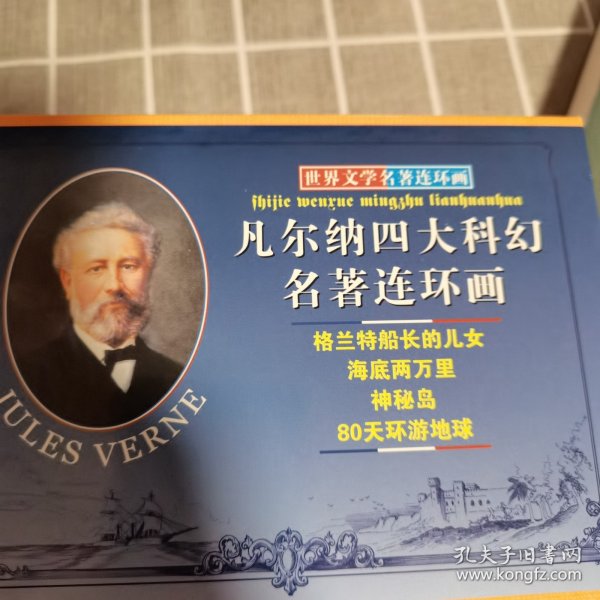 世界文学名著连环画
shijie wenxue mingzhu lianhuanhua
凡尔纳四大科幻
名著连环画
格兰特船长的儿女
海底两万里
神秘岛
80天环游地球
JULES VERNE
孔夫子旧书网
www.kongfz.com